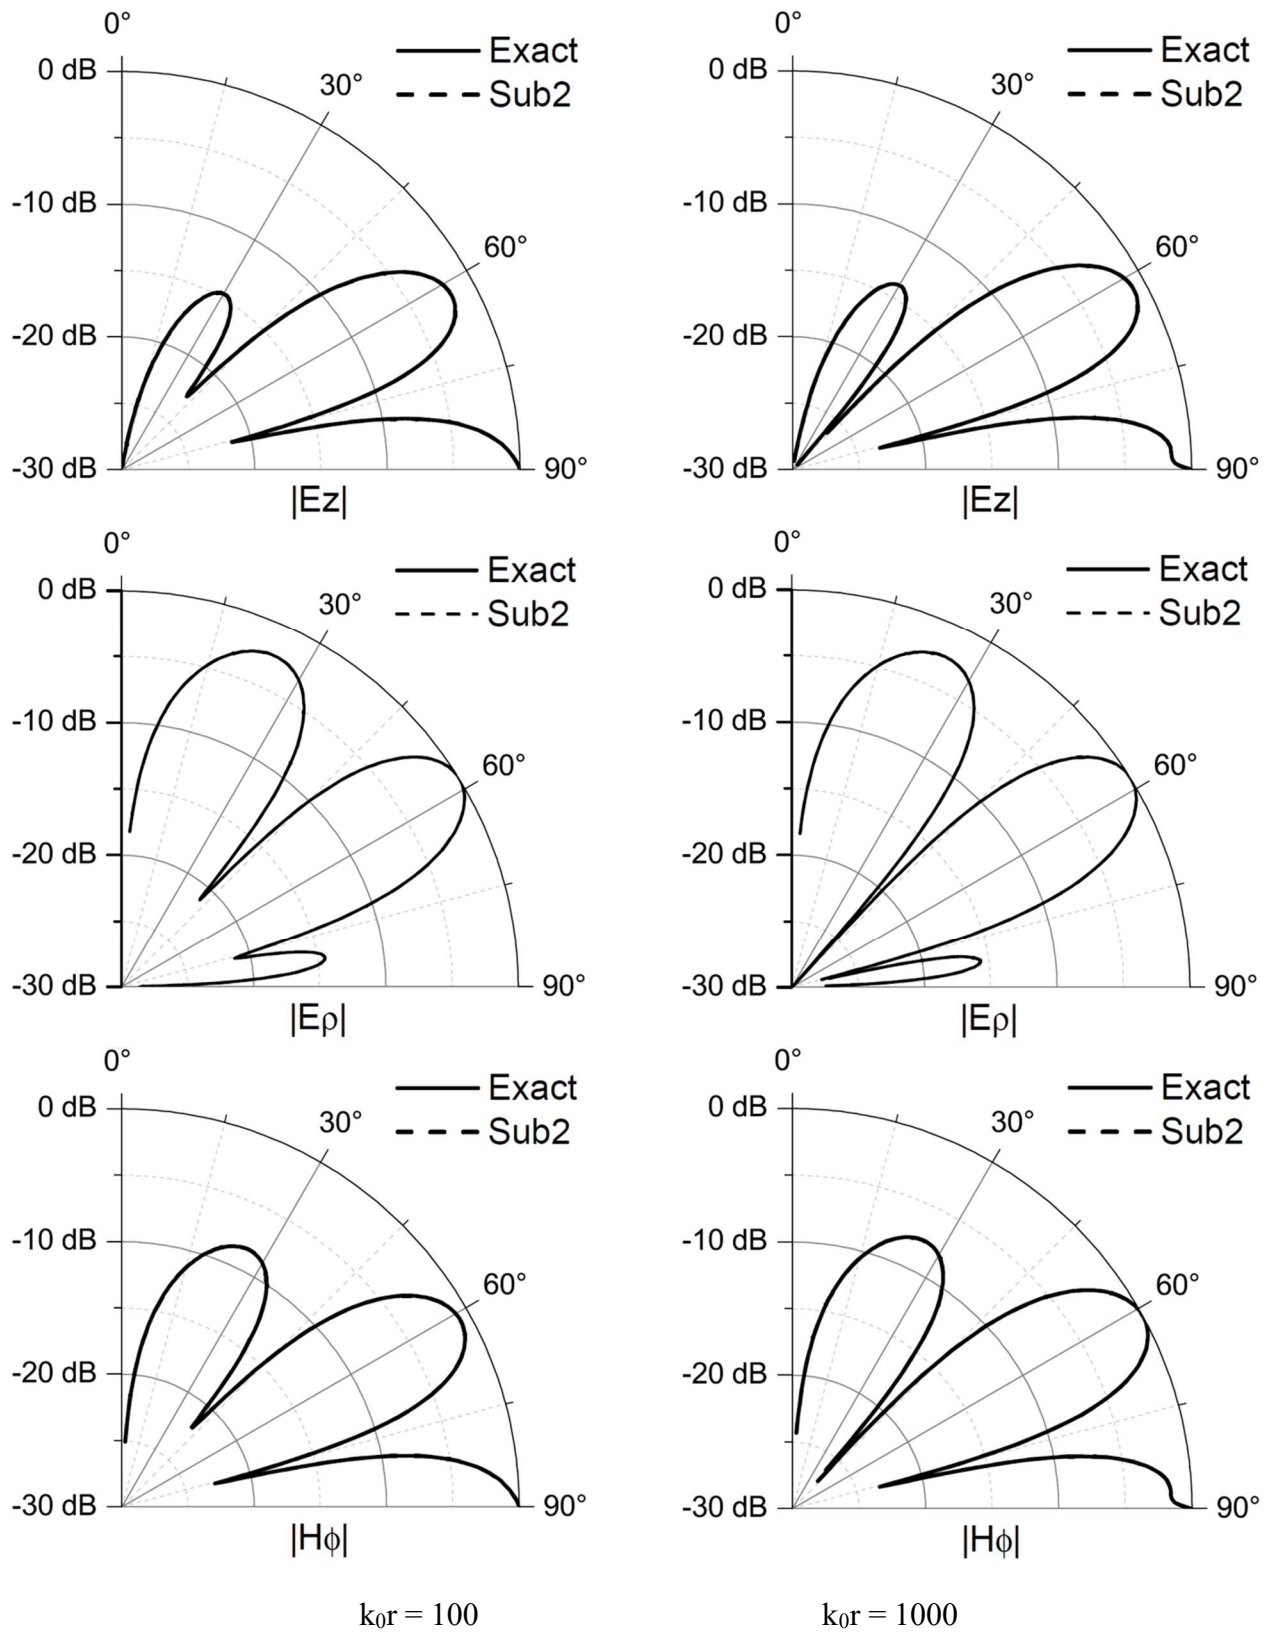 0°
0°
Exact
Exact
0 dB
30°
0 dB
30°
Sub2
Sub2
-10 dB
-10 dB
60°
60°
-20 dB
-20 dB
-30 dB
90°
-30 dB
90°
|Ez|
|Ez|
0°
0°
Exact
Exact
0 dB
30°
0 dB
30°
Sub2
Sub2
-10 dB
-10 dB
60°
60°
-20 dB
-20 dB
-30 dB
90°
-30 dB
90°
|Eρ|
|Eρ|
0°
0°
Exact
Exact
0 dB
30°
0 dB
30°
Sub2
Sub2
-10 dB
-10 dB
60°
60°
-20 dB
-20 dB
-30 dB
90°
-30 dB
90°
|Hϕ|
|Hϕ|
k₀r = 100
k₀r = 1000